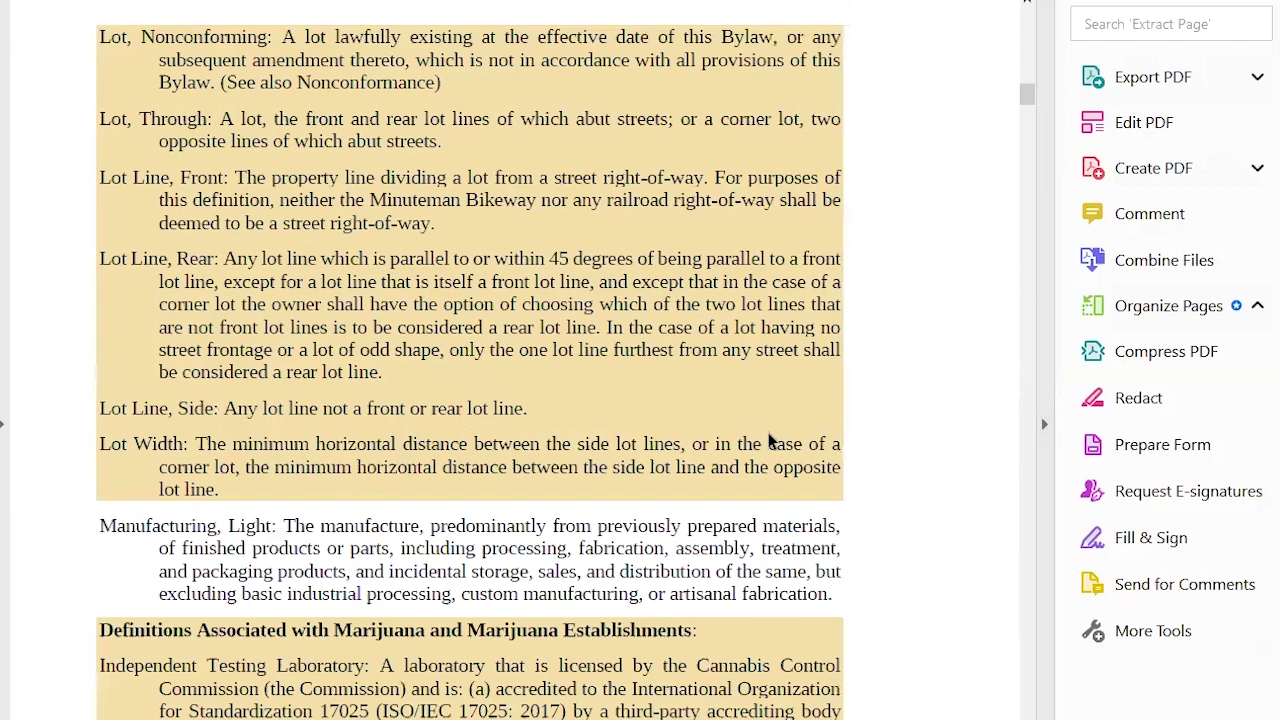 Lot, Nonconforming: A lot lawfully existing at the effective date of this Bylaw, or any
subsequent amendment thereto, which is not in accordance with all provisions of this
Bylaw. (See also Nonconformance)
Lot, Through: A lot, the front and rear lot lines of which abut streets; or a corner lot, two
opposite lines of which abut streets.
Lot Line, Front: The property line dividing a lot from a street right-of-way. For purposes of
this definition, neither the Minuteman Bikeway nor any railroad right-of-way shall be
deemed to be a street right-of-way.
Lot Line, Rear: Any lot line which is parallel to or within 45 degrees of being parallel to a front
lot line, except for a lot line that is itself a front lot line, and except that in the case of a
corner lot the owner shall have the option of choosing which of the two lot lines that
are not front lot lines is to be considered a rear lot line. In the case of a lot having no
street frontage or a lot of odd shape, only the one lot line furthest from any street shall
be considered a rear lot line.
Lot Line, Side: Any lot line not a front or rear lot line.
Lot Width: The minimum horizontal distance between the side lot lines, or in the case of a
corner lot, the minimum horizontal distance between the side lot line and the opposite
lot line.
Manufacturing, Light: The manufacture, predominantly from previously prepared materials,
of finished products or parts, including processing, fabrication, assembly, treatment,
and packaging products, and incidental storage, sales, and distribution of the same, but
excluding basic industrial processing, custom manufacturing, or artisanal fabrication.
Definitions Associated with Marijuana and Marijuana Establishments:
Independent Testing Laboratory: A laboratory that is licensed by the Cannabis Control
Commission (the Commission) and is: (a) accredited to the International Organization
for Standardization 17025 (ISO/IEC 17025: 2017) by a third-party accrediting body
Search 'Extract Page'
Export PDF
Edit PDF
Create PDF
Comment
Combine Files
Organize Pages
Compress PDF
Redact
Prepare Form
Request E-signatures
Fill & Sign
Send for Comments
More Tools